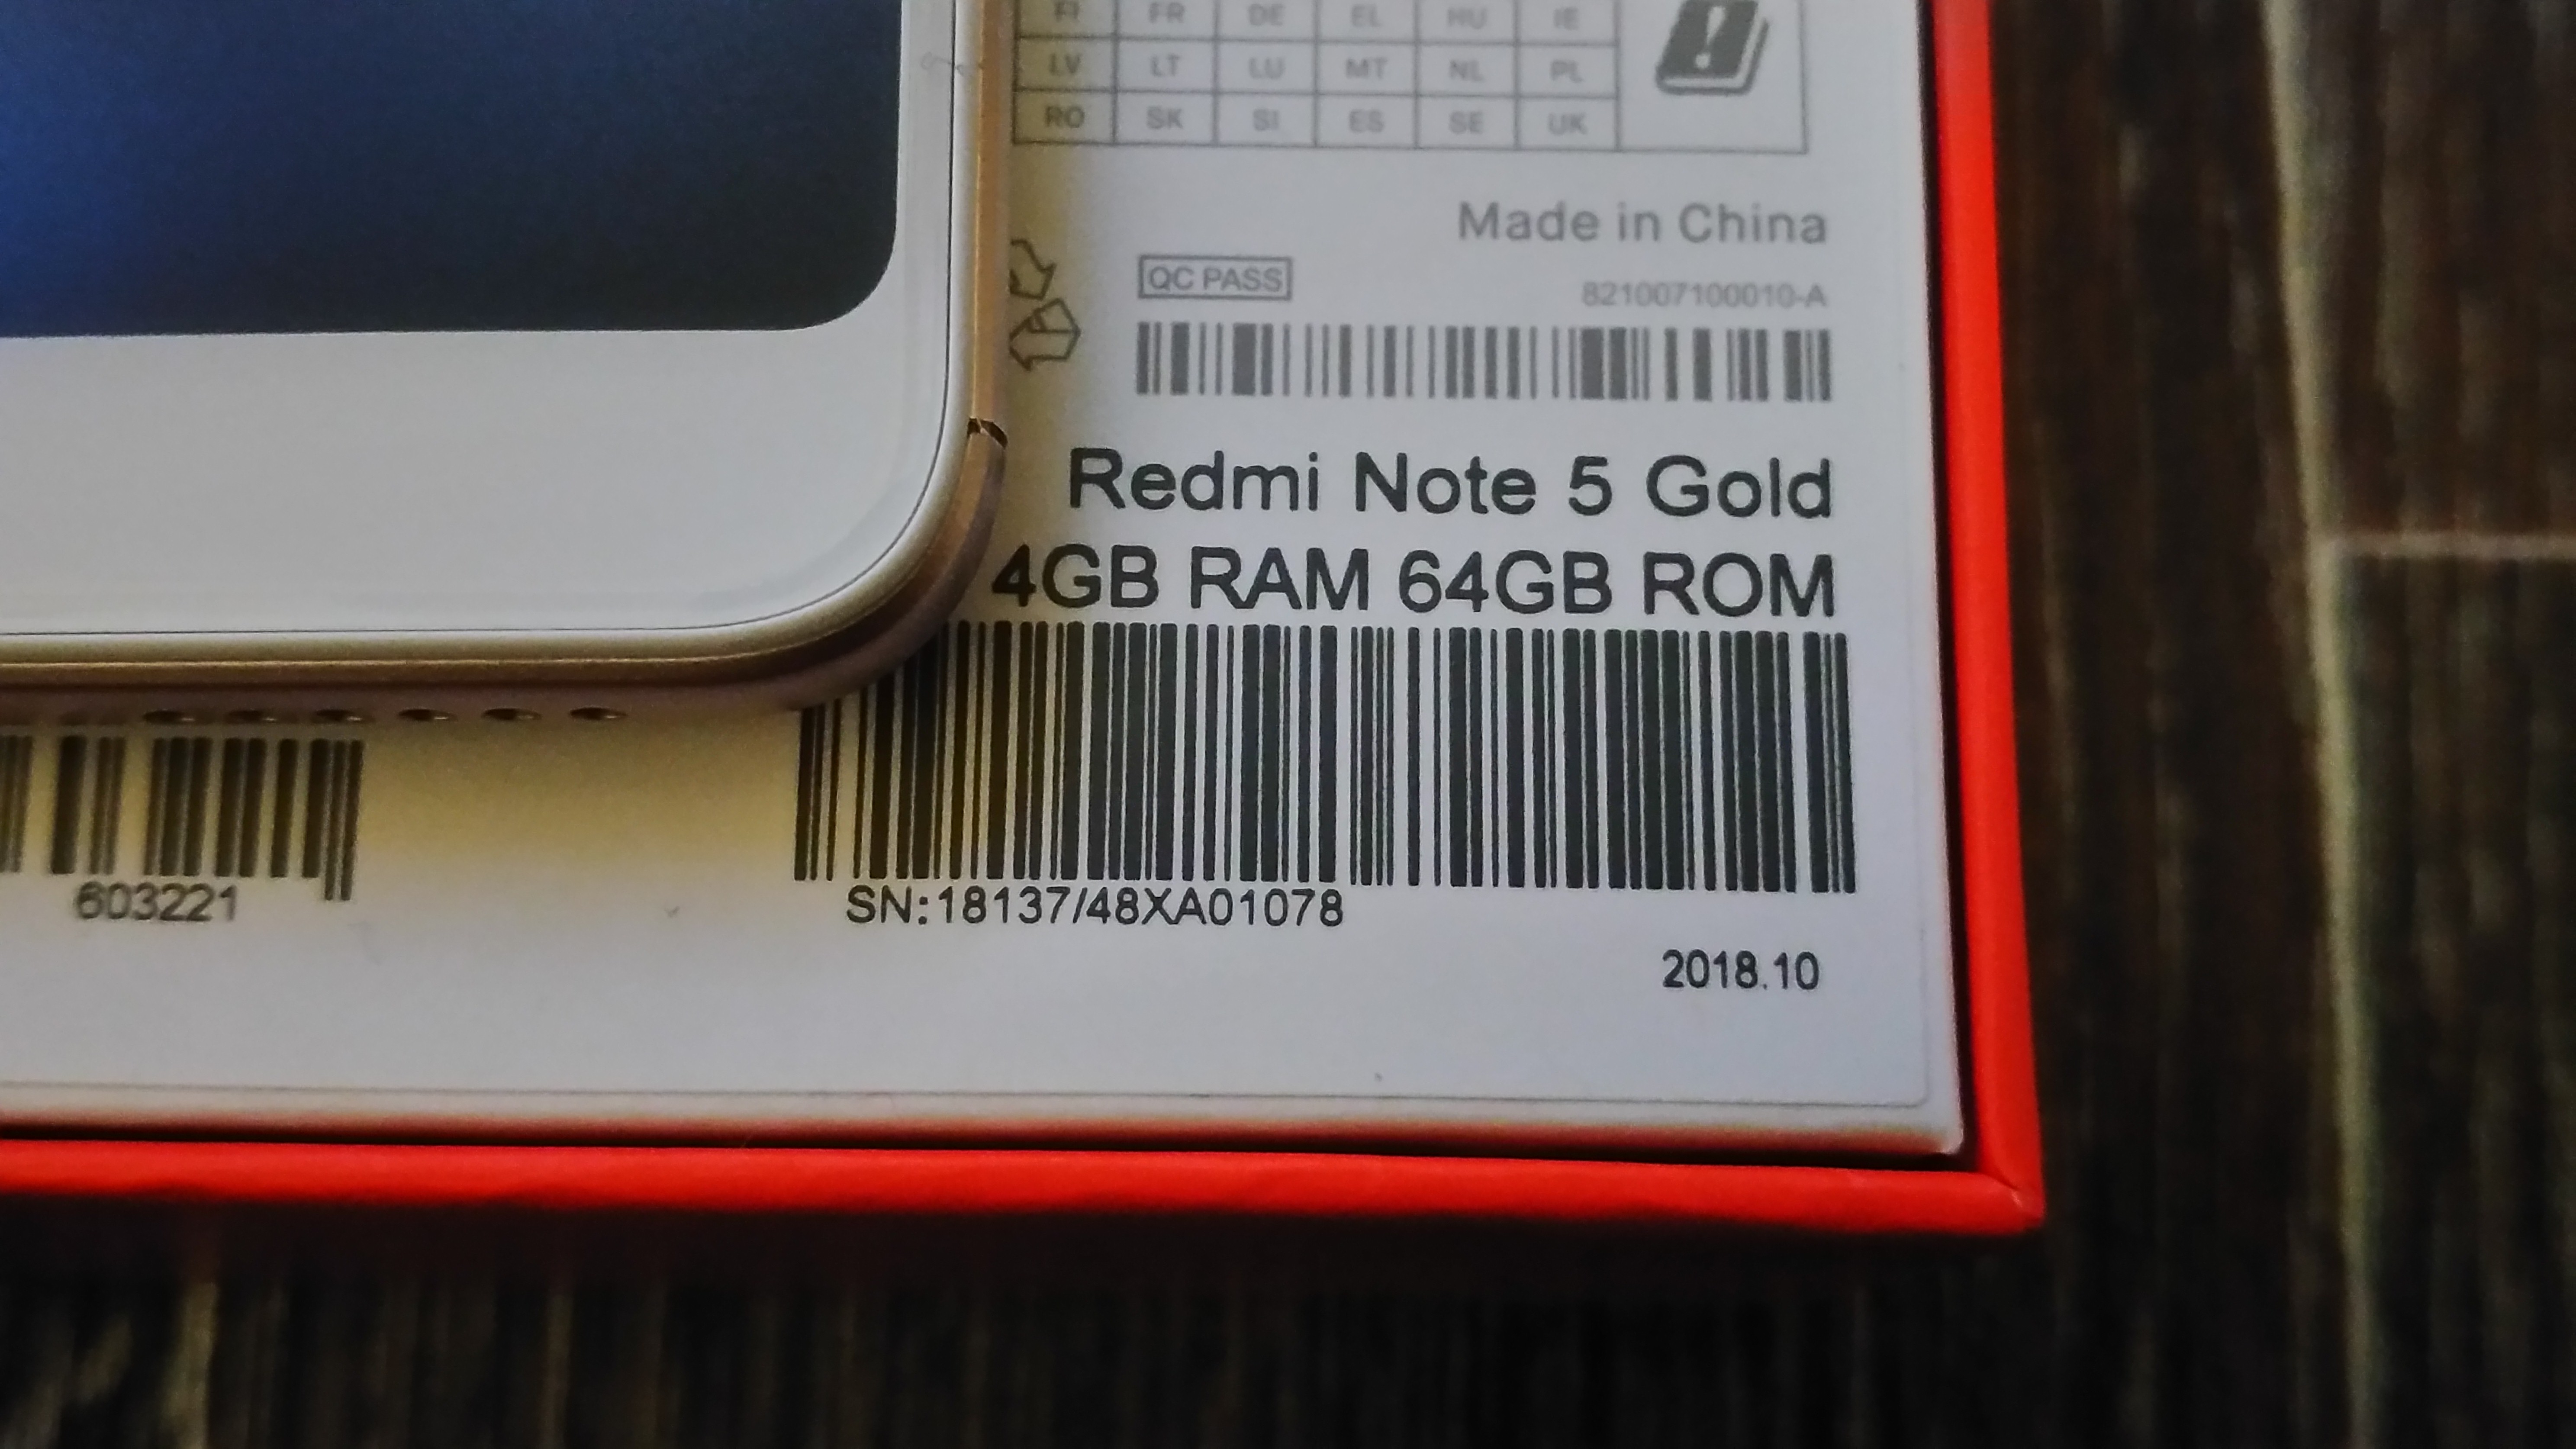 FI FR DE EL HU IE
LV LT LU MT NL PL
RO SK SI ES SE UK
Made in China
QC PASS
821007100010-A
Redmi Note 5 Gold
4GB RAM 64GB ROM
603221
SN:18137/48XA01078
2018.10